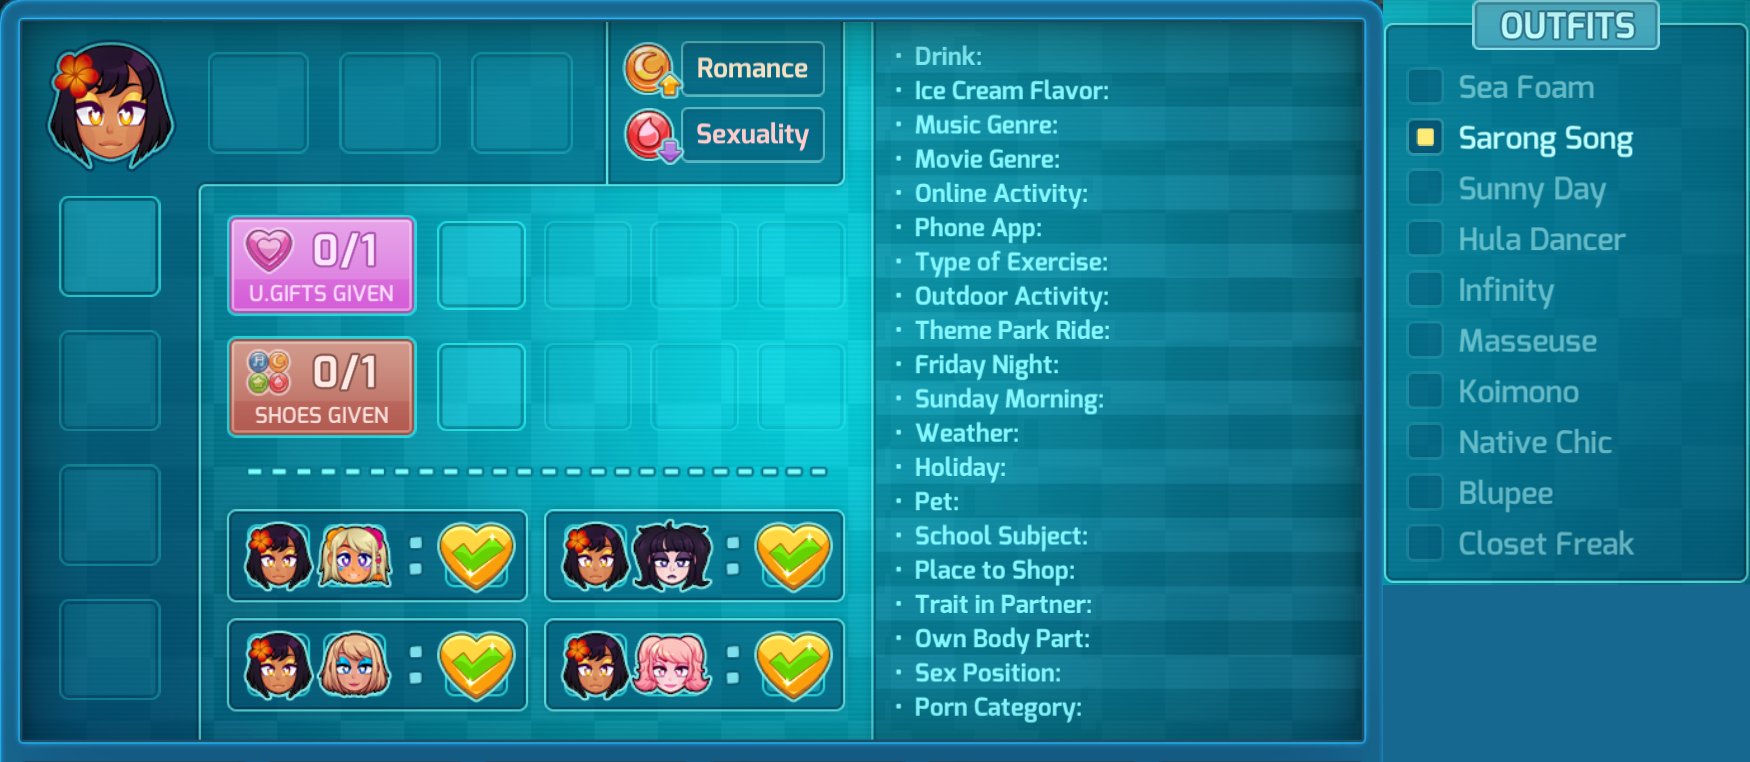 Romance
Sexuality
0/1
U.GIFTS GIVEN
0/1
SHOES GIVEN
· Drink:
· Ice Cream Flavor:
· Music Genre:
· Movie Genre:
· Online Activity:
· Phone App:
· Type of Exercise:
· Outdoor Activity:
· Theme Park Ride:
· Friday Night:
· Sunday Morning:
· Weather:
· Holiday:
· Pet:
· School Subject:
· Place to Shop:
· Trait in Partner:
· Own Body Part:
· Sex Position:
· Porn Category:
OUTFITS
Sea Foam
Sarong Song
Sunny Day
Hula Dancer
Infinity
Masseuse
Koimono
Native Chic
Blupee
Closet Freak